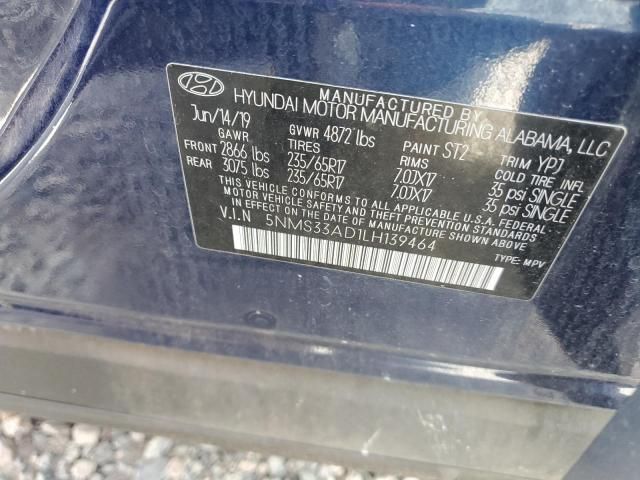 MANUFACTURED BY
HYUNDAI MOTOR MANUFACTURING ALABAMA, LLC
Jun/14/19 GVWR 4872 lbs PAINT ST2 TRIM YPJ
GAWR TIRES RIMS COLD TIRE INFL
FRONT 2866 lbs 235/65R17 7.0JX17 35 psi SINGLE
REAR 3075 lbs 235/65R17 7.0JX17 35 psi SINGLE
THIS VEHICLE CONFORMS TO ALL APPLICABLE U.S.A. FEDERAL
MOTOR VEHICLE SAFETY AND THEFT PREVENTION STANDARDS
IN EFFECT ON THE DATE OF MANUFACTURE SHOWN ABOVE
V.I.N 5NMS33AD1LH139464
TYPE: MPV